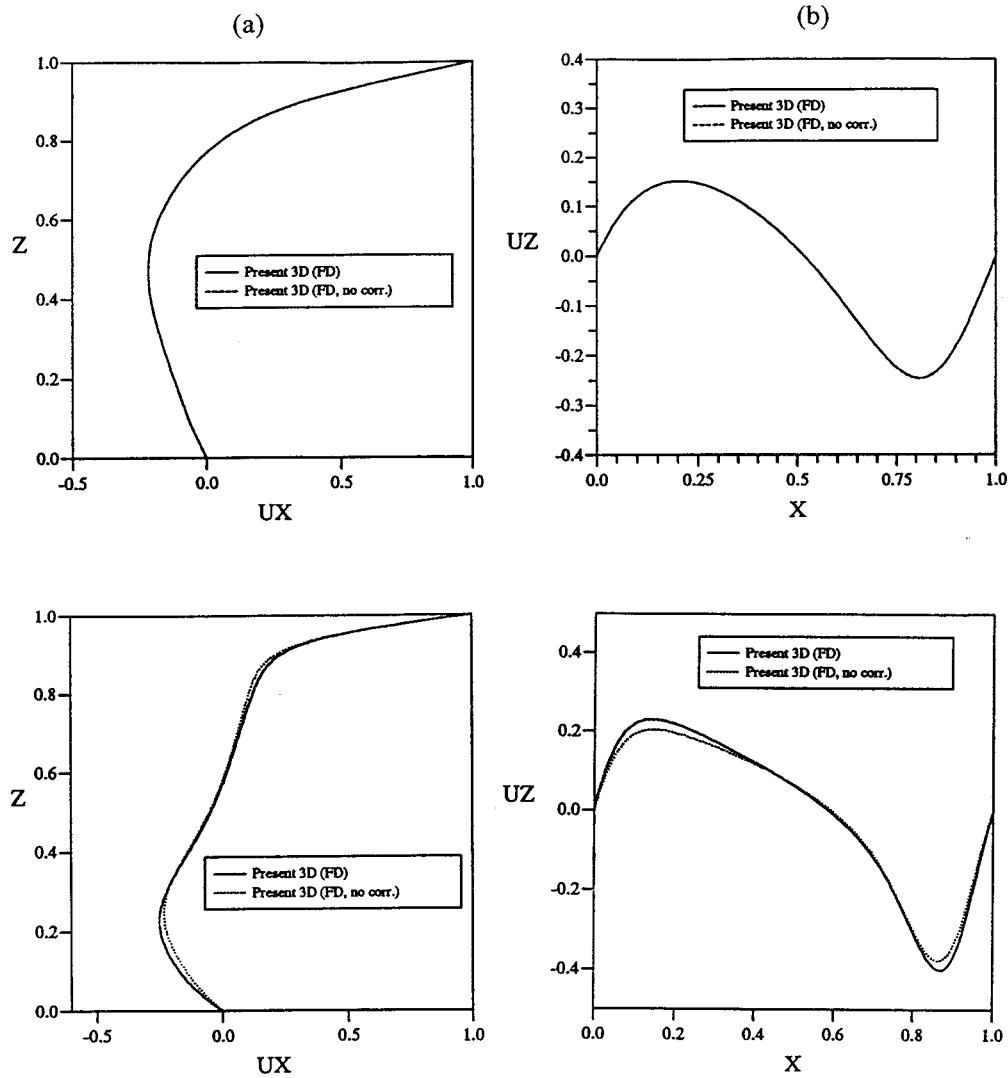 (a)
(b)
1.0
0.8
0.6
Z
0.4
0.2
0.0
-0.5
0.0
0.5
1.0
UX
Present 3D (FD)
Present 3D (FD, no corr.)
0.4
0.3
0.2
0.1
UZ
0.0
-0.1
-0.2
-0.3
-0.4
0.0
0.25
0.5
0.75
1.0
X
Present 3D (FD)
Present 3D (FD, no corr.)
1.0
0.8
0.6
Z
0.4
0.2
0.0
-0.5
0.0
0.5
1.0
UX
Present 3D (FD)
Present 3D (FD, no corr.)
0.4
0.2
UZ
0.0
-0.2
-0.4
0.0
0.2
0.4
0.6
0.8
1.0
X
Present 3D (FD)
Present 3D (FD, no corr.)